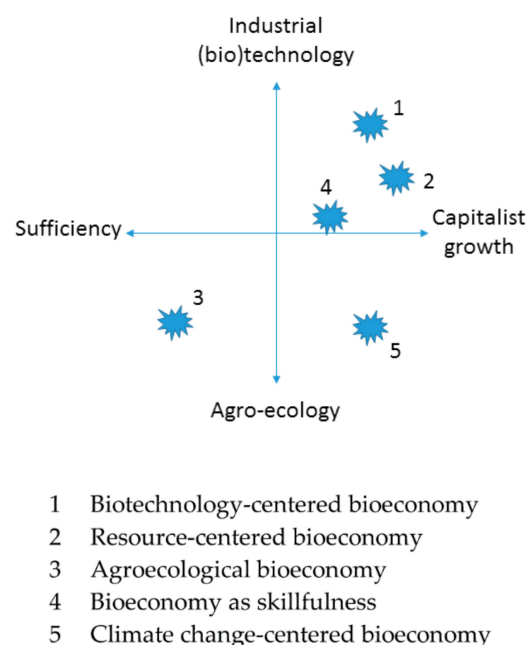 Industrial
(bio)technology
1
2
4
Sufficiency
Capitalist
growth
3
5
Agro-ecology
1 Biotechnology-centered bioeconomy
2 Resource-centered bioeconomy
3 Agroecological bioeconomy
4 Bioeconomy as skillfulness
5 Climate change-centered bioeconomy